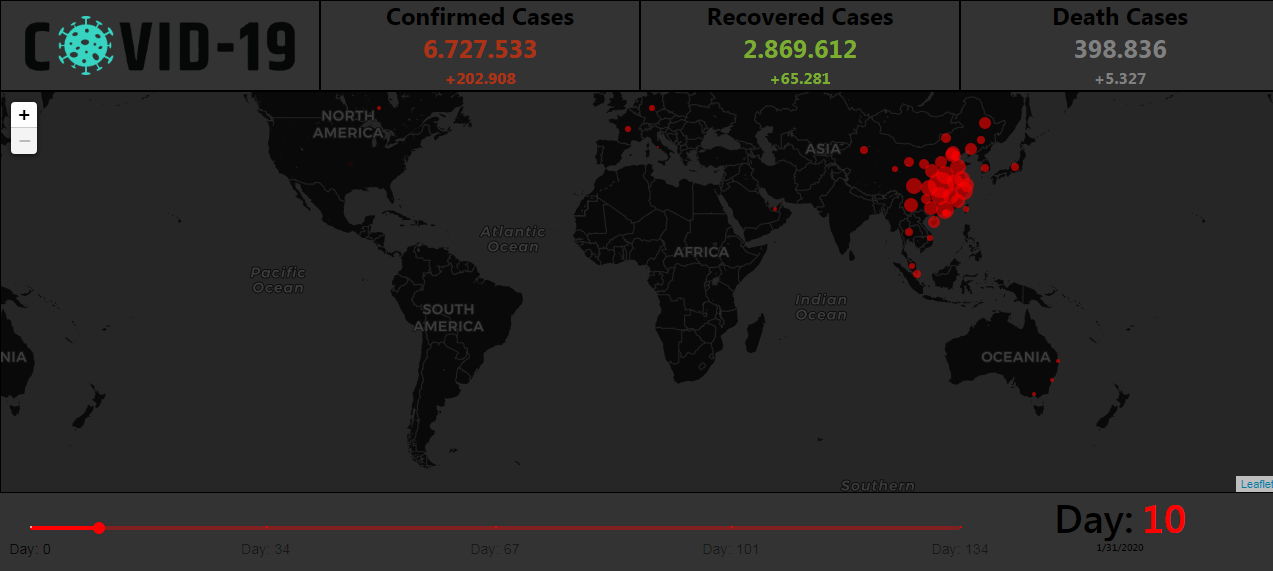 COVID-19
Confirmed Cases
6.727.533
+202.908
Recovered Cases
2.869.612
+65.281
Death Cases
398.836
+5.327
+
−
NORTH
AMERICA
ASIA
Atlantic
Ocean
AFRICA
Pacific
Ocean
Indian
Ocean
SOUTH
AMERICA
NIA
OCEANIA
Southern
Leaflet
Day: 10
1/31/2020
Day: 0
Day: 34
Day: 67
Day: 101
Day: 134